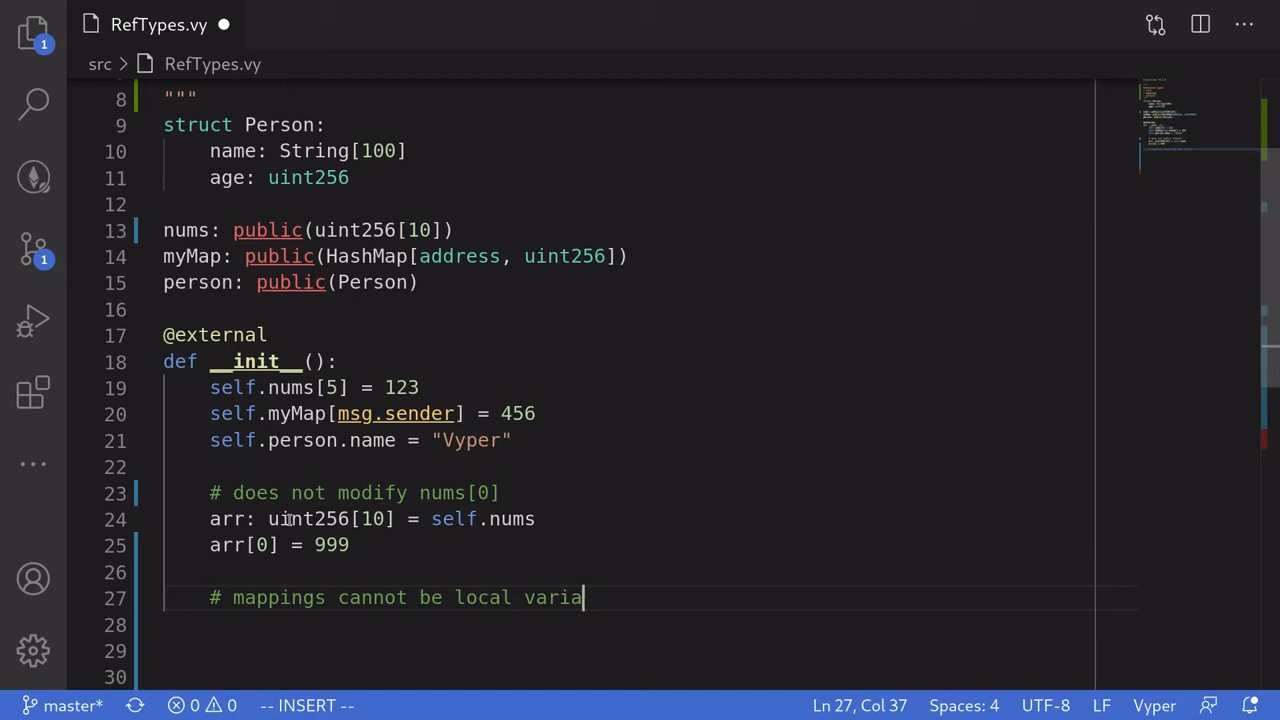 RefTypes.vy
src RefTypes.vy
1
8 """
9 struct Person:
10 name: String[100]
11 age: uint256
12
13 nums: public(uint256[10])
14 myMap: public(HashMap[address, uint256])
15 person: public(Person)
16
17 @external
18 def __init__():
19 self.nums[5] = 123
20 self.myMap[msg.sender] = 456
21 self.person.name = "Vyper"
22
23 # does not modify nums[0]
24 arr: uint256[10] = self.nums
25 arr[0] = 999
26
27 # mappings cannot be local varia
28
29
30
1
master* 0 0 -- INSERT -- Ln 27, Col 37 Spaces: 4 UTF-8 LF Vyper